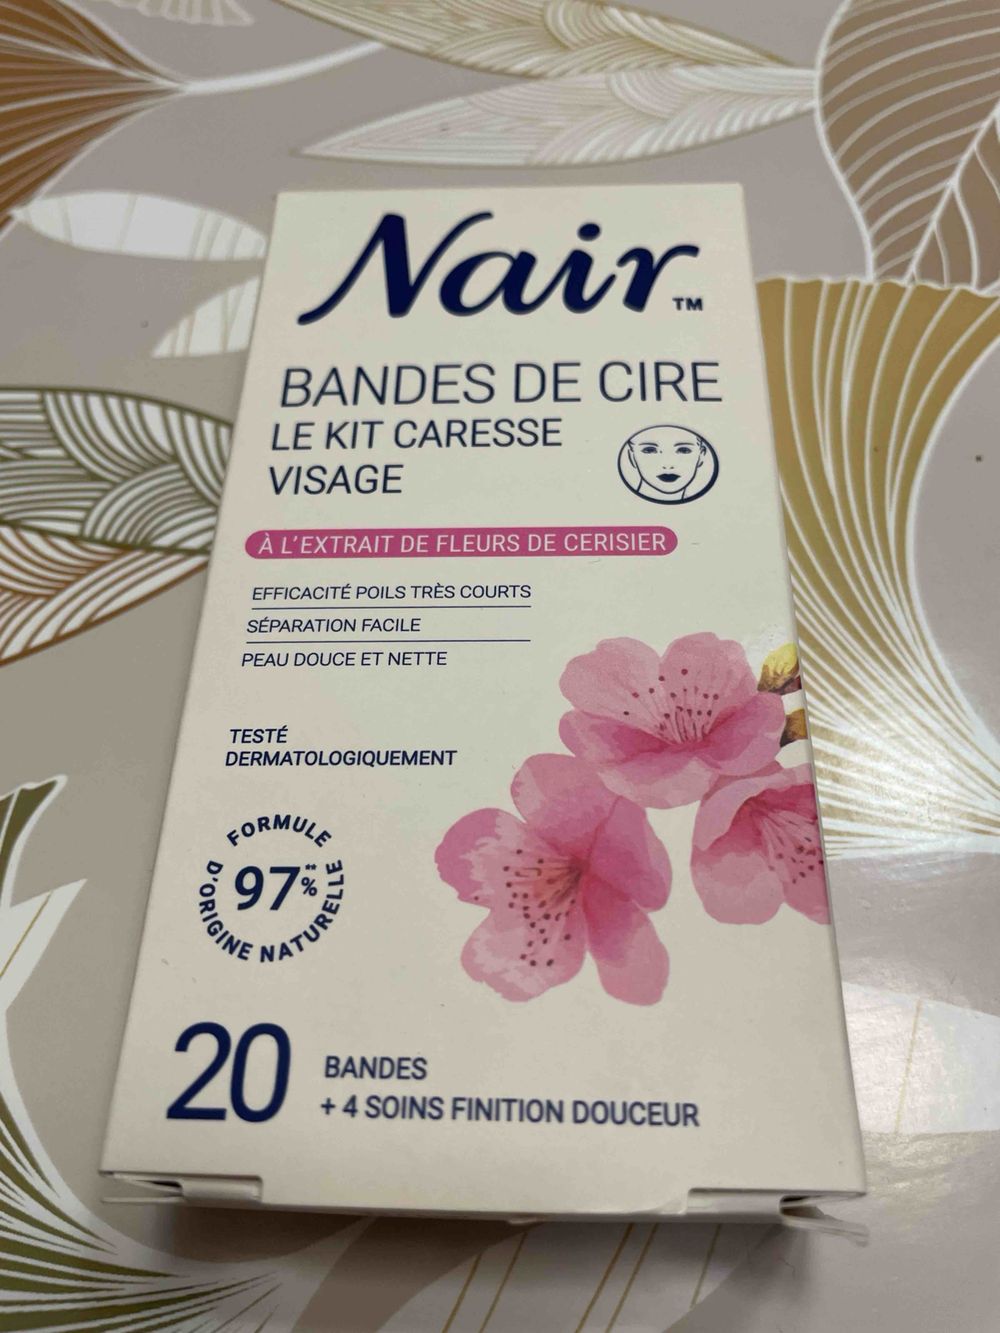 Nair™
BANDES DE CIRE
LE KIT CARESSE
VISAGE
À L'EXTRAIT DE FLEURS DE CERISIER
EFFICACITÉ POILS TRÈS COURTS
SÉPARATION FACILE
PEAU DOUCE ET NETTE
TESTÉ
DERMATOLOGIQUEMENT
FORMULE
97%**
D'ORIGINE NATURELLE
20
BANDES
+ 4 SOINS FINITION DOUCEUR